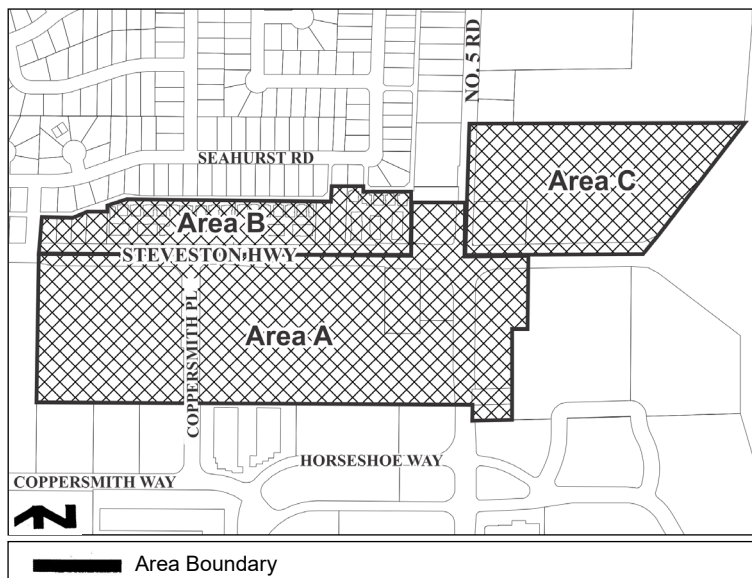 NO. 5 RD
SEAHURST RD
Area C
Area B
STEVESTON HWY
Area A
COPPERSMITH PL
HORSESHOE WAY
COPPERSMITH WAY
N
Area Boundary